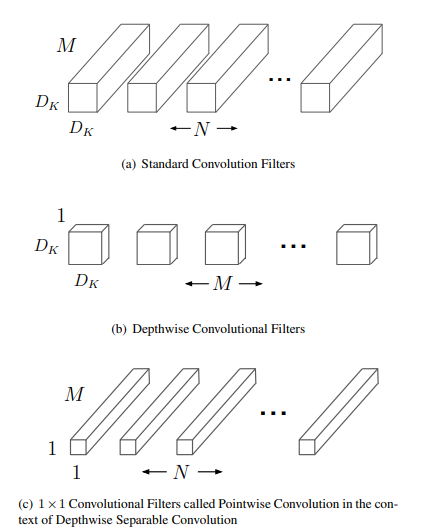 M
D_K
D_K
← N →
...
(a) Standard Convolution Filters
1
D_K
D_K
← M →
...
(b) Depthwise Convolutional Filters
M
1
1
← N →
...
(c) 1 × 1 Convolutional Filters called Pointwise Convolution in the con-
text of Depthwise Separable Convolution